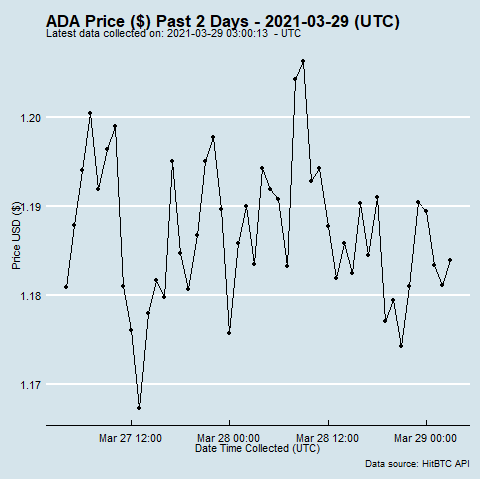 ADA Price ($) Past 2 Days - 2021-03-29 (UTC)
Latest data collected on: 2021-03-29 03:00:13  - UTC
1.20
1.19
1.18
1.17
Price USD ($)
Mar 27 12:00 Mar 28 00:00 Mar 28 12:00 Mar 29 00:00
Date Time Collected (UTC)
Data source: HitBTC API